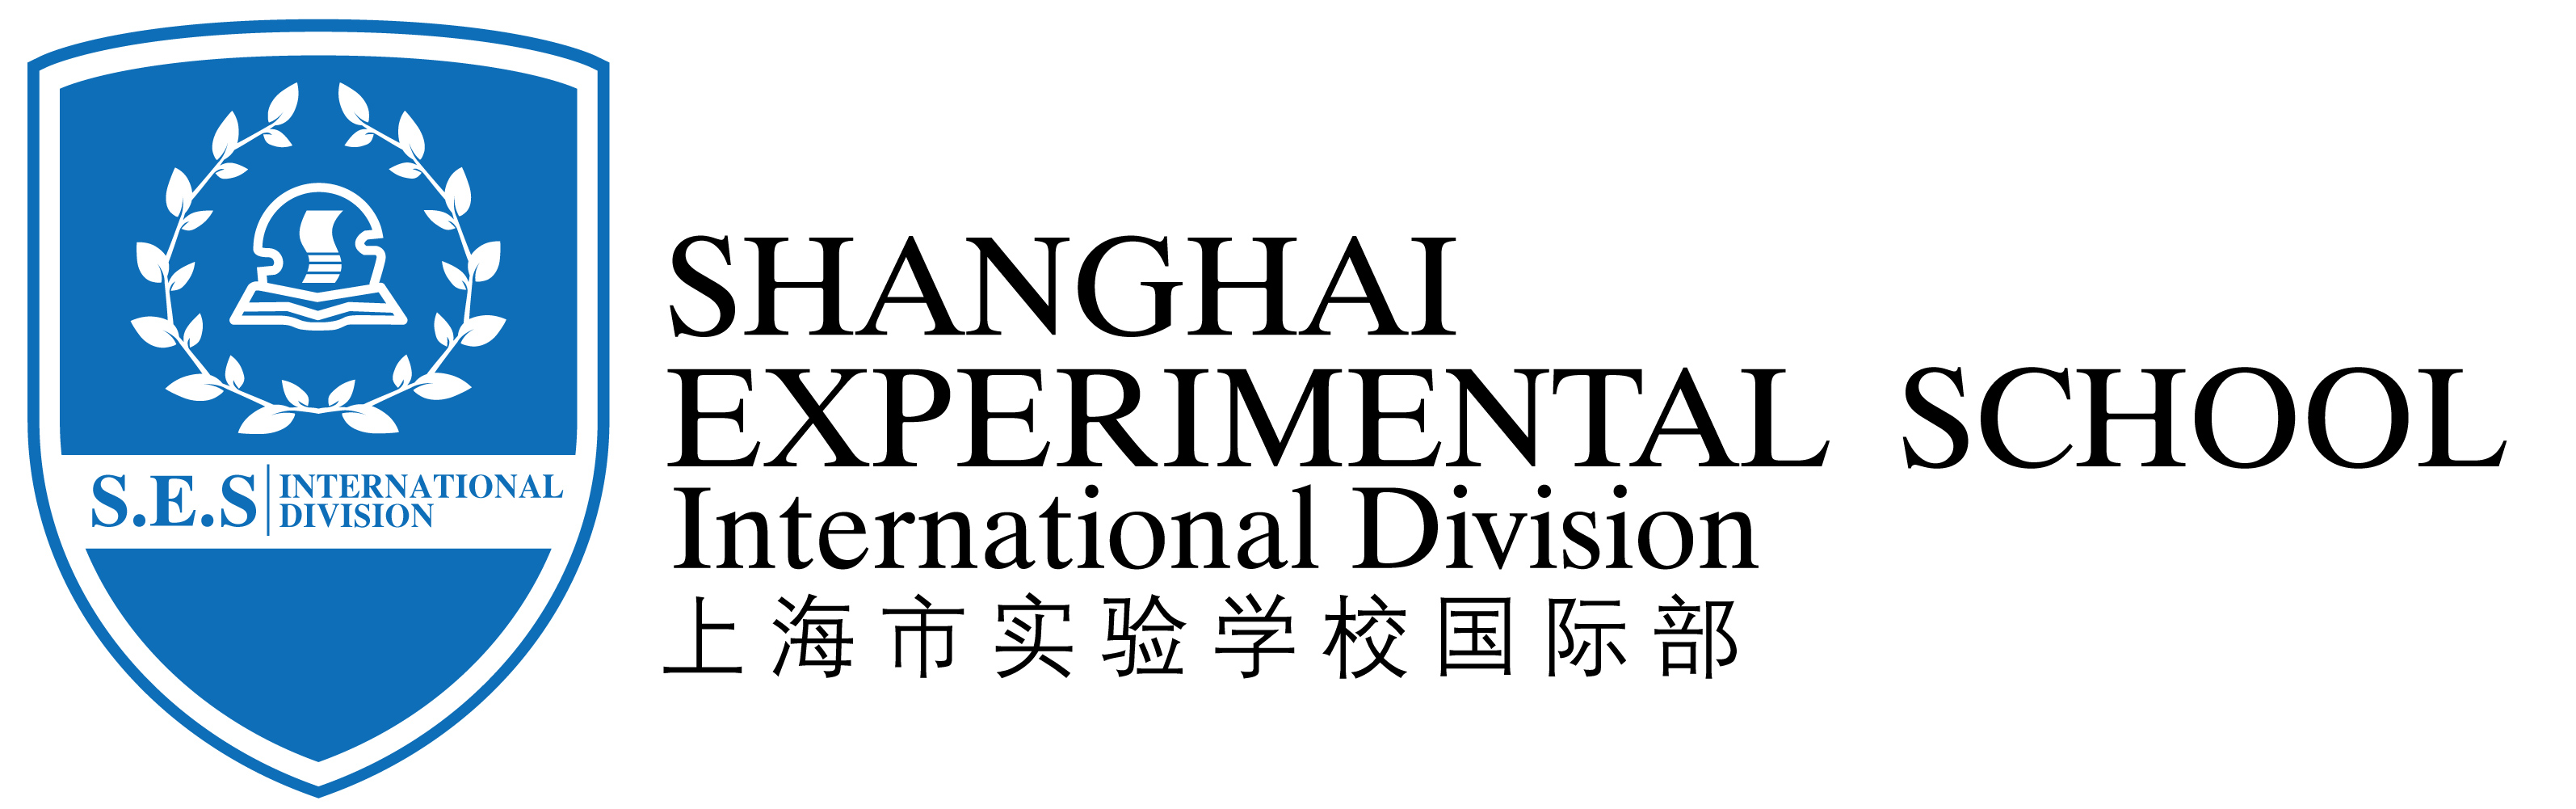 S.E.S
INTERNATIONAL
DIVISION
SHANGHAI
EXPERIMENTAL SCHOOL
International Division
上海市实验学校国际部